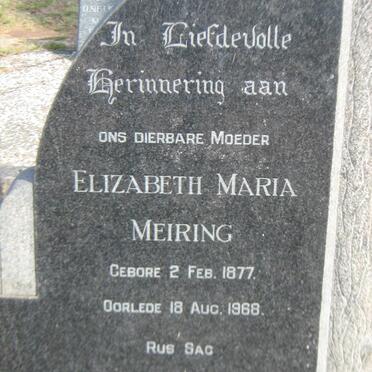 In Liefdevolle
Herinnering aan
ONS DIERBARE MOEDER
ELIZABETH MARIA
MEIRING
GEBORE 2 FEB. 1877.
OORLEDE 18 AUG. 1968.
RUS SAG